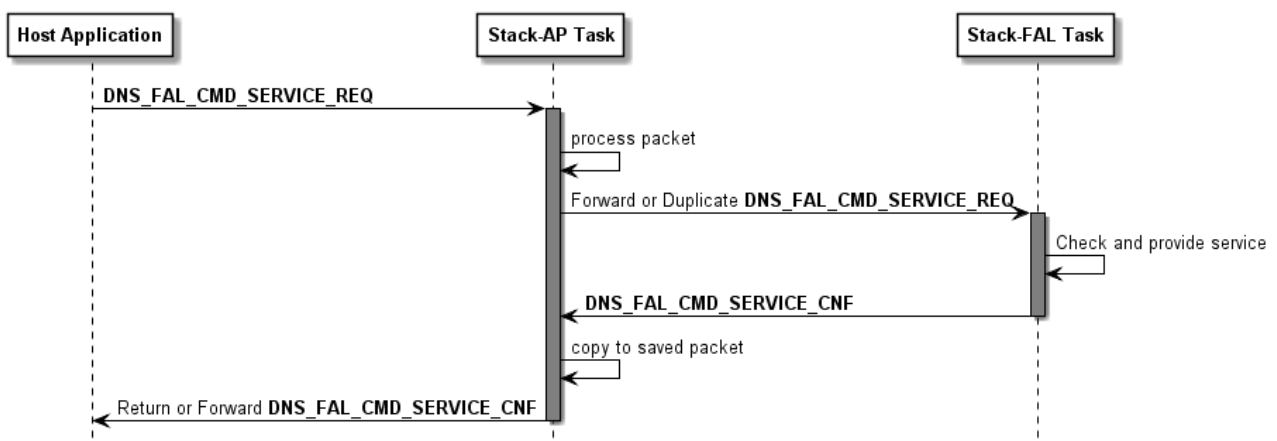 Host Application
Stack-AP Task
Stack-FAL Task
DNS_FAL_CMD_SERVICE_REQ
process packet
Forward or Duplicate DNS_FAL_CMD_SERVICE_REQ
Check and provide service
DNS_FAL_CMD_SERVICE_CNF
copy to saved packet
Return or Forward DNS_FAL_CMD_SERVICE_CNF